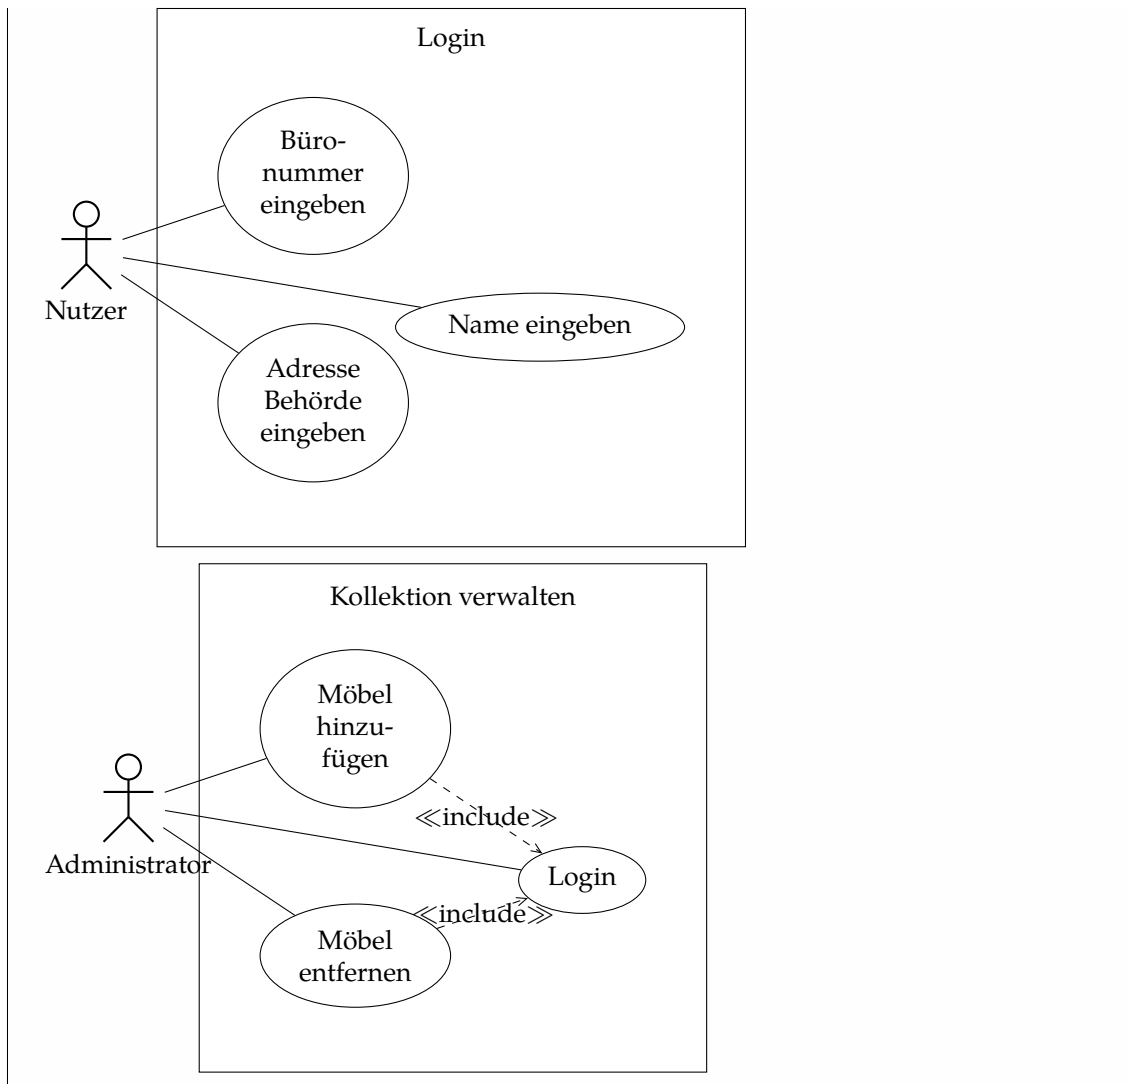 Login
Büro-
nummer
eingeben
Nutzer
Name eingeben
Adresse
Behörde
eingeben
Kollektion verwalten
Möbel
hinzu-
fügen
≪include≫
Administrator
Login
≪include≫
Möbel
entfernen